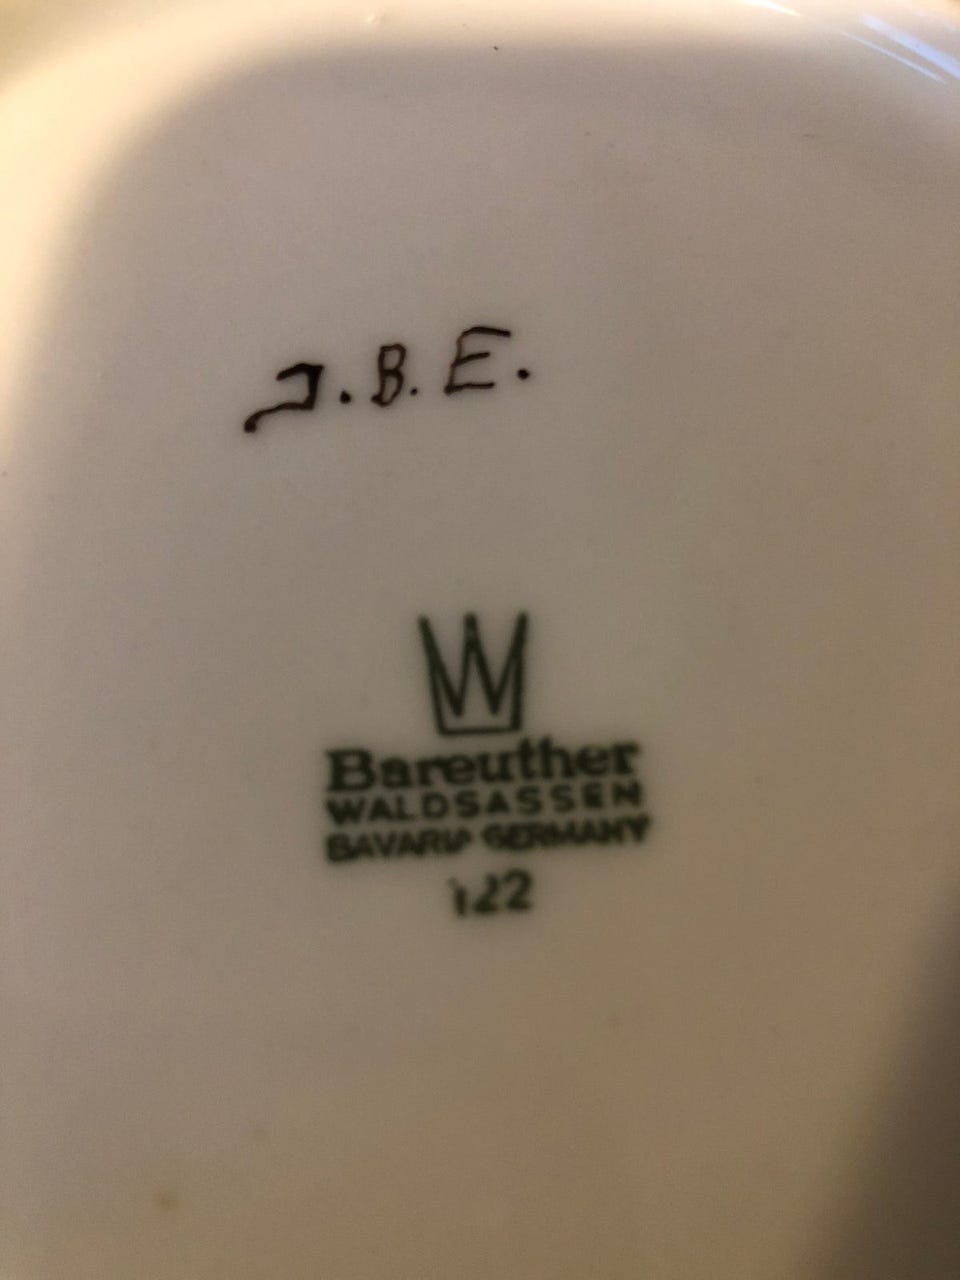 J.B.E.
W
Bareuther
WALDSASSEN
BAVARIA GERMANY
122